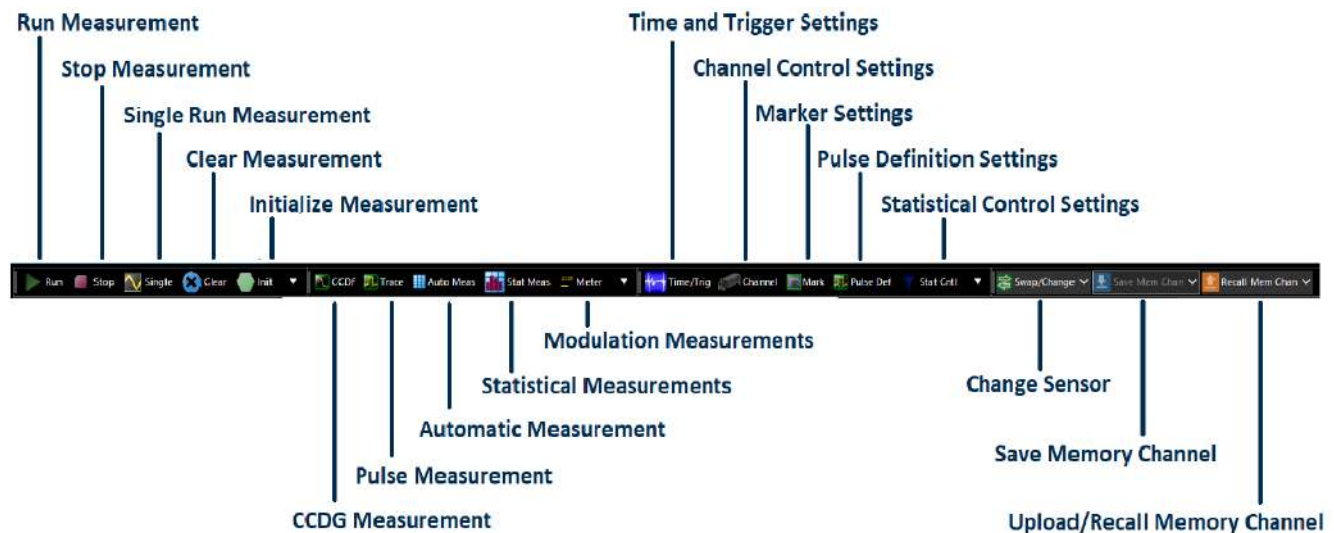 Run Measurement
Time and Trigger Settings
Stop Measurement
Channel Control Settings
Single Run Measurement
Marker Settings
Clear Measurement
Pulse Definition Settings
Initialize Measurement
Statistical Control Settings
Run Stop Single Clear Init CCDF Trace Auto Meas Stat Meas Meter Time/Trig Channel Mark Pulse Def Stat Cntl Swap/Change Save Mem Chan Recall Mem Chan
Modulation Measurements
Statistical Measurements
Change Sensor
Automatic Measurement
Save Memory Channel
Pulse Measurement
CCDG Measurement
Upload/Recall Memory Channel